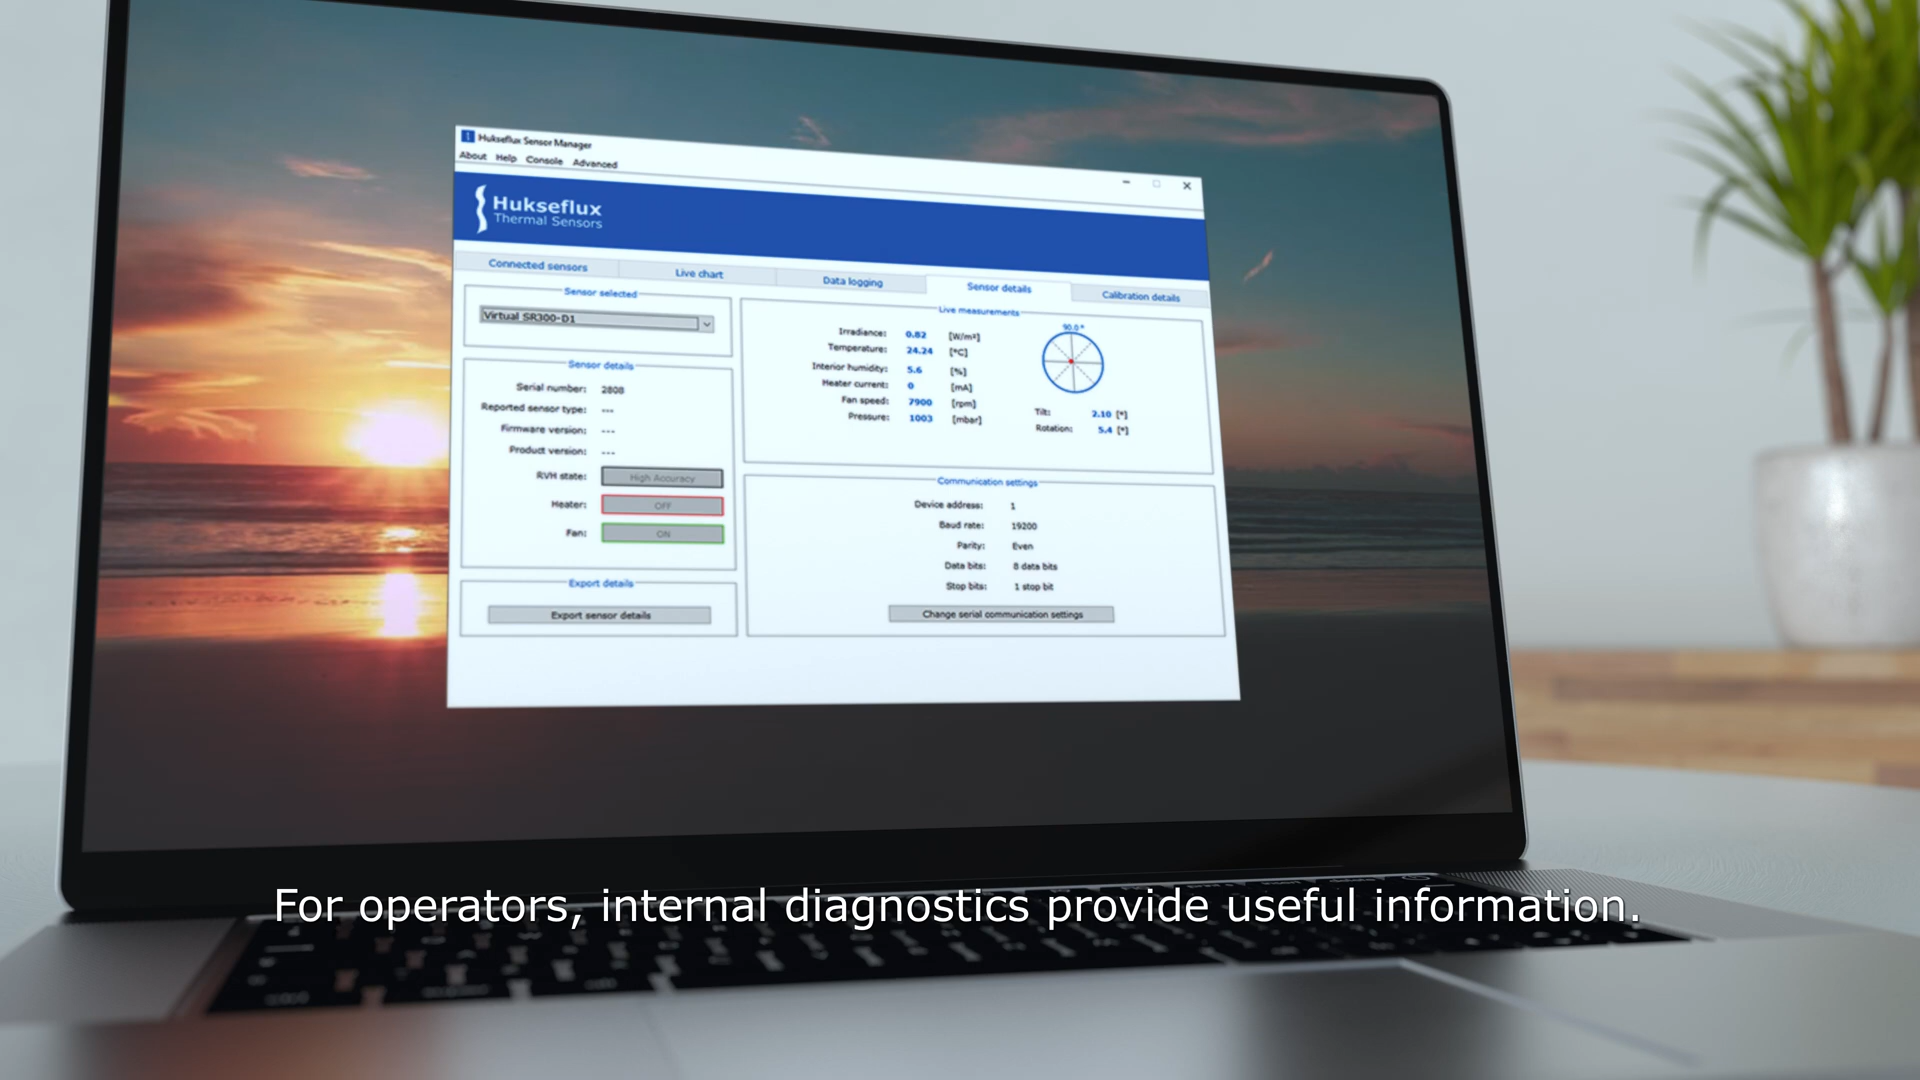 Hukseflux Sensor Manager
About Help Console Advanced
Hukseflux
Thermal Sensors
Connected sensors Live chart Data logging Sensor details Calibration details
Sensor selected
Virtual SR300-D1
Sensor details
Serial number: 2808
Reported sensor type: ---
Firmware version: ---
Product version: ---
RVH state: High Accuracy
Heater: OFF
Fan: ON
Export details
Export sensor details
Live measurements
Irradiance: 0.82 [W/m²]
Temperature: 24.24 [°C]
Interior humidity: 5.6 [%]
Heater current: 0 [mA]
Fan speed: 7900 [rpm]
Pressure: 1003 [mbar]
90.0°
Tilt: 2.10 [°]
Rotation: 5.4 [°]
Communication settings
Device address: 1
Baud rate: 19200
Parity: Even
Data bits: 8 data bits
Stop bits: 1 stop bit
Change serial communication settings
For operators, internal diagnostics provide useful information.